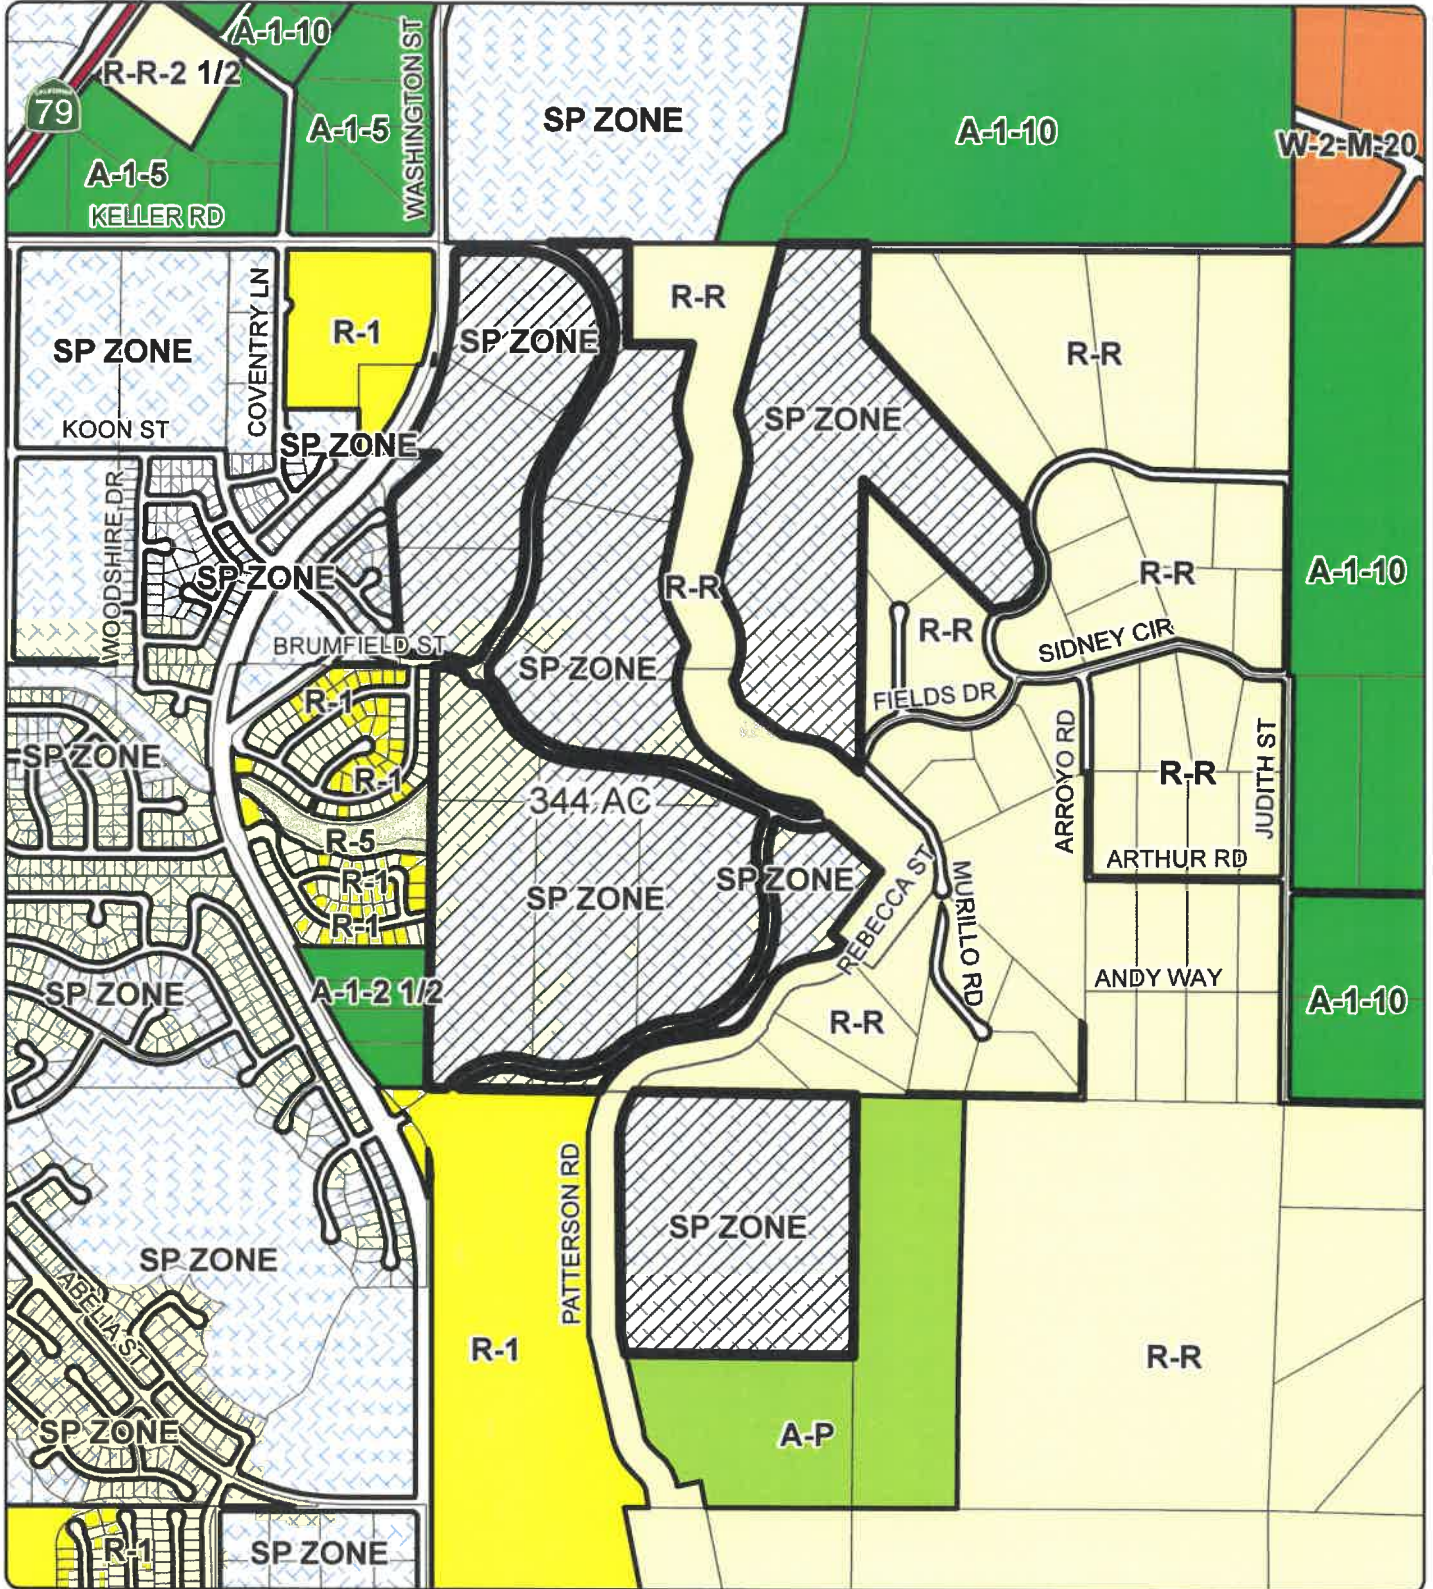 A-1-10
WASHINGTON ST
R-R-2 1/2
CALIFORNIA
79
A-1-5
SP ZONE
A-1-10
W-2-M-20
A-1-5
KELLER RD
SP ZONE
COVENTRY LN
R-1
SP ZONE
R-R
R-R
SP ZONE
KOON ST
SP ZONE
WOODSHIRE DR
SP ZONE
R-R
R-R
A-1-10
R-R
BRUMFIELD ST
SP ZONE
SIDNEY CIR
FIELDS DR
R-1
SP ZONE
R-1
344 AC
ARROYO RD
R-R
JUDITH ST
R-5
R-1
R-1
SP ZONE
SP ZONE
REBECCA ST
MURILLO RD
ARTHUR RD
SP ZONE
A-1-2 1/2
R-R
ANDY WAY
A-1-10
PATTERSON RD
SP ZONE
SP ZONE
ABELIA ST
R-1
R-R
SP ZONE
A-P
R-1
SP ZONE